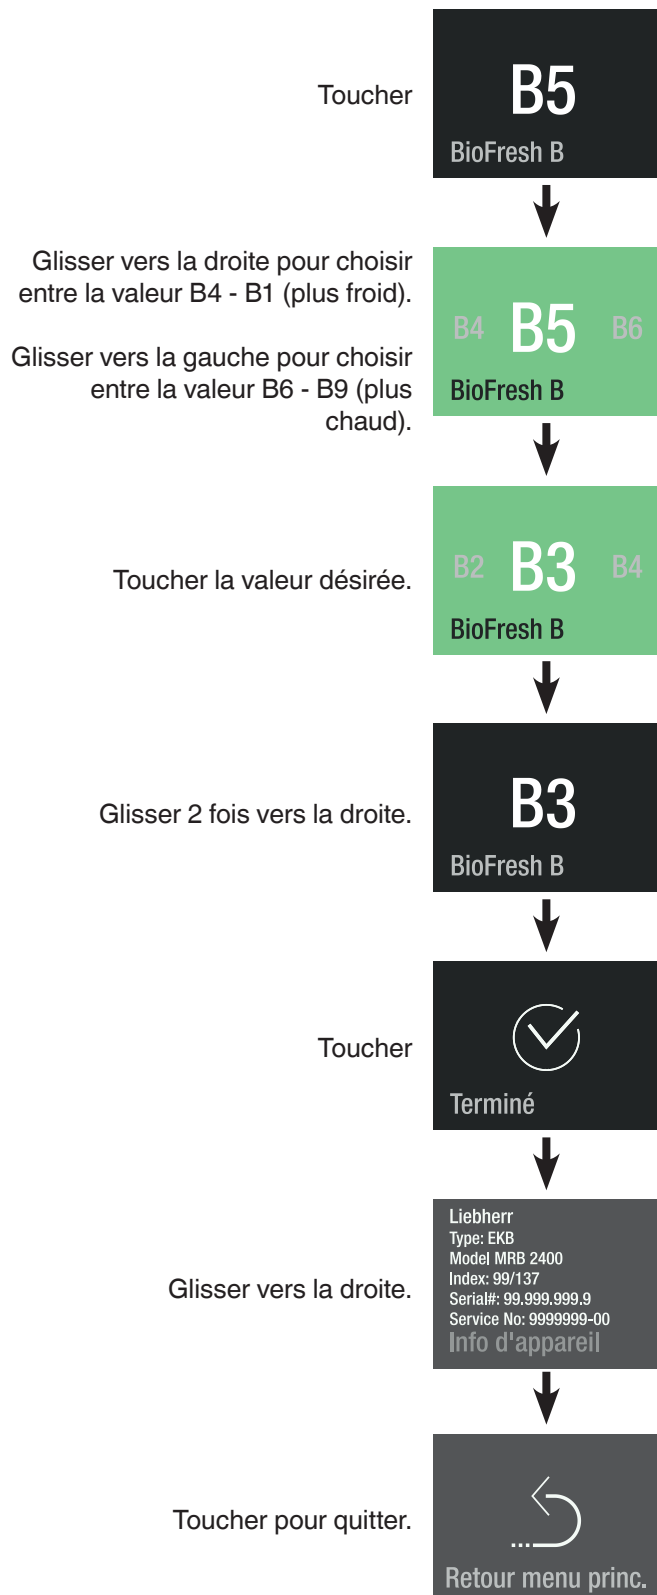 Toucher
B5
BioFresh B
Glisser vers la droite pour choisir
entre la valeur B4 - B1 (plus froid).
Glisser vers la gauche pour choisir
entre la valeur B6 - B9 (plus
chaud).
B4 B5 B6
BioFresh B
Toucher la valeur désirée.
B2 B3 B4
BioFresh B
Glisser 2 fois vers la droite.
B3
BioFresh B
Toucher
Terminé
Glisser vers la droite.
Liebherr
Type: EKB
Model MRB 2400
Index: 99/137
Serial#: 99.999.999.9
Service No: 9999999-00
Info d'appareil
Toucher pour quitter.
Retour menu princ.